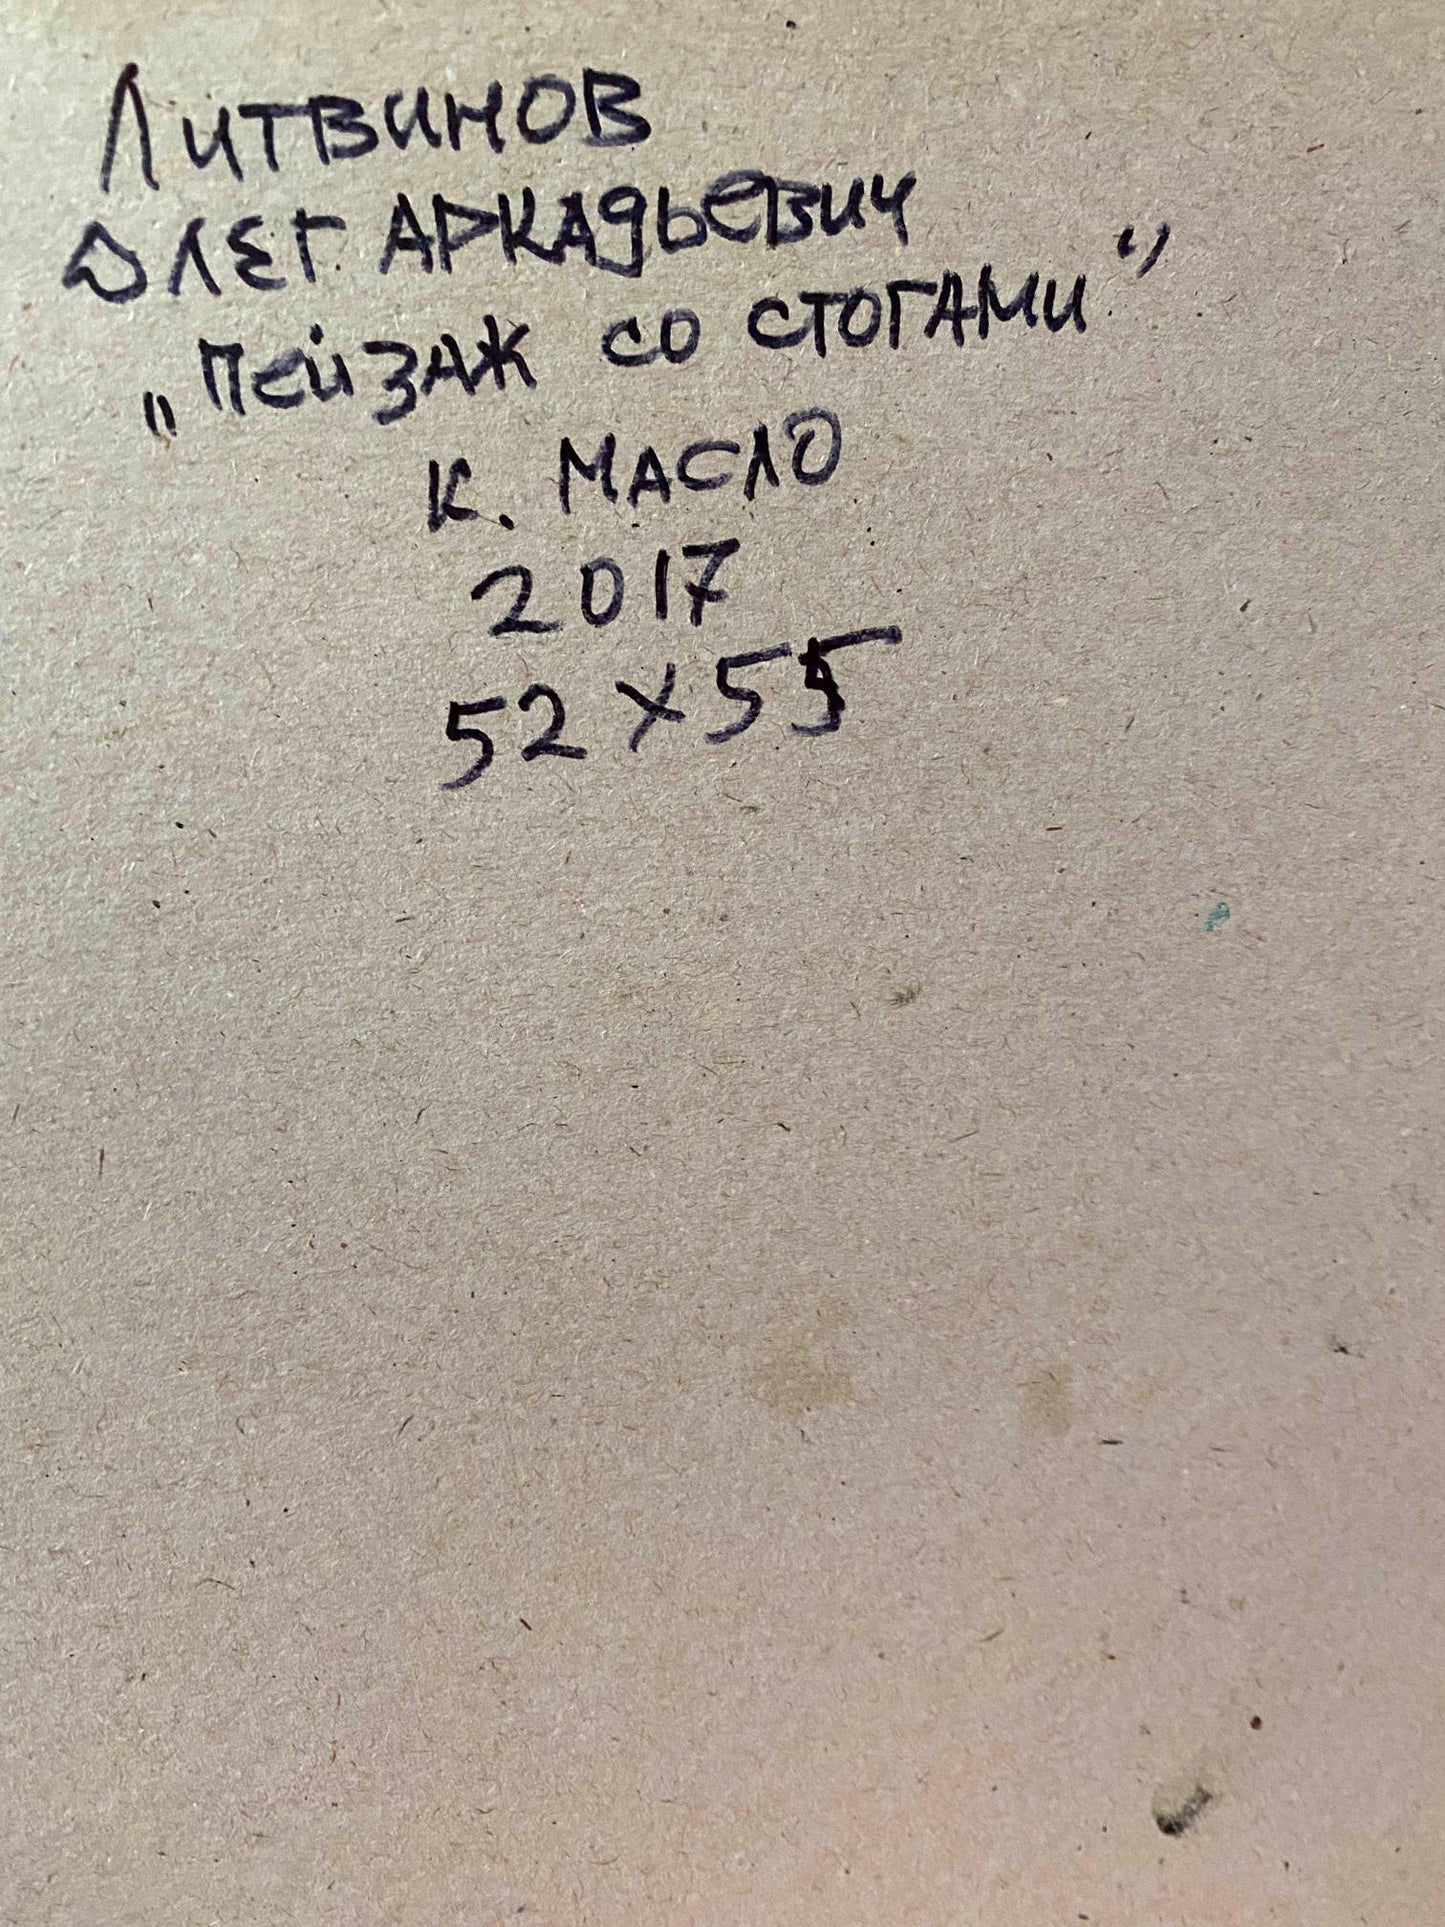 Литвинов
Олег Аркадьевич
„Пейзаж со стогами”
К. масло
2017
52 x 55